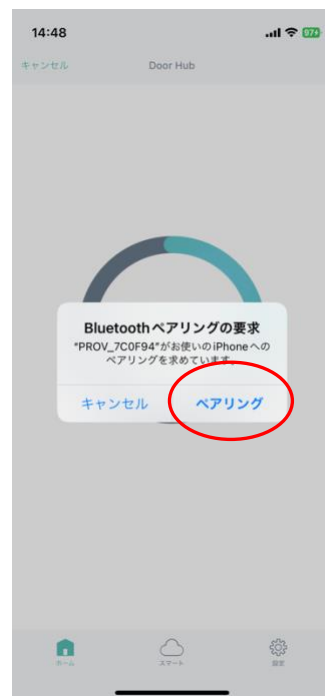 14:48
97
キャンセル
Door Hub
Bluetoothペアリングの要求
"PROV_7C0F94"がお使いのiPhoneへの
ペアリングを求めています。
キャンセル
ペアリング
ホーム
スマート
設定